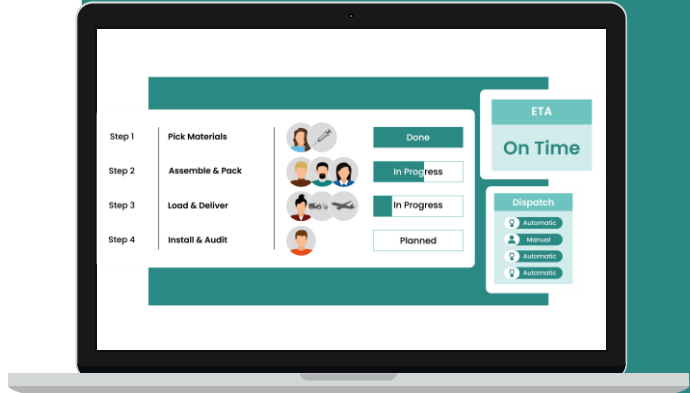 Step 1 Pick Materials Done
Step 2 Assemble & Pack In Progress
Step 3 Load & Deliver In Progress
Step 4 Install & Audit Planned
ETA
On Time
Dispatch
Automatic
Manual
Automatic
Automatic